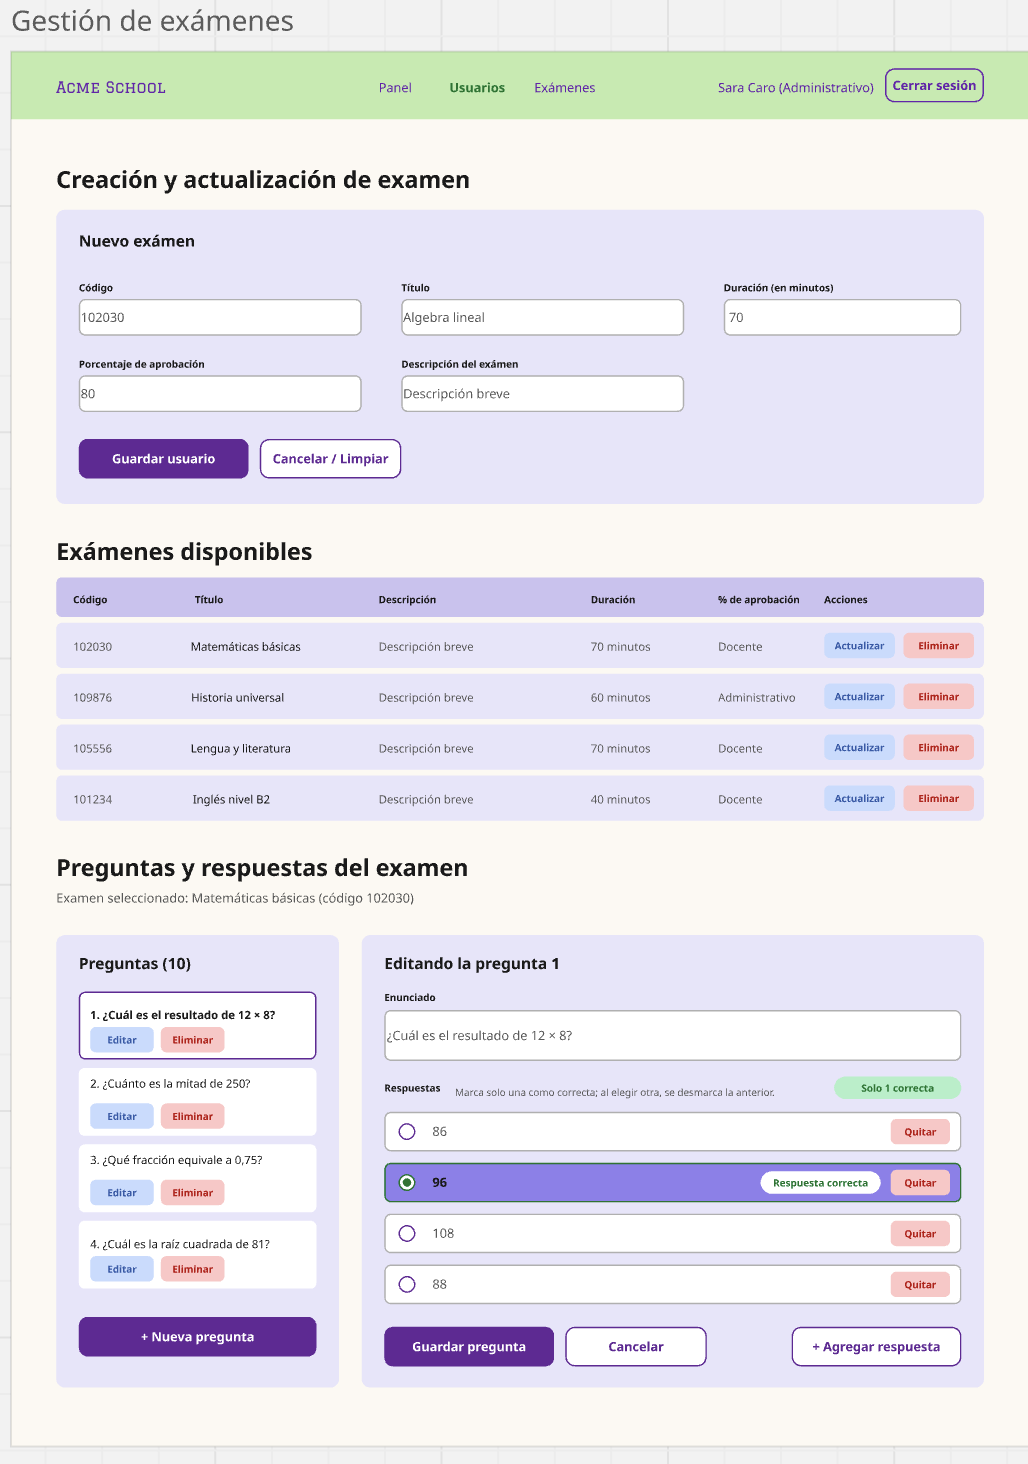 Gestión de exámenes
Acme School
Panel
Usuarios
Exámenes
Sara Caro (Administrativo)
Cerrar sesión
Creación y actualización de examen
Nuevo exámen
Código
Título
Duración (en minutos)
102030
Algebra lineal
70
Porcentaje de aprobación
Descripción del exámen
80
Descripción breve
Guardar usuario
Cancelar / Limpiar
Exámenes disponibles
Código Título Descripción Duración % de aprobación Acciones
102030 Matemáticas básicas Descripción breve 70 minutos Docente Actualizar Eliminar
109876 Historia universal Descripción breve 60 minutos Administrativo Actualizar Eliminar
105556 Lengua y literatura Descripción breve 70 minutos Docente Actualizar Eliminar
101234 Inglés nivel B2 Descripción breve 40 minutos Docente Actualizar Eliminar
Preguntas y respuestas del examen
Examen seleccionado: Matemáticas básicas (código 102030)
Preguntas (10)
1. ¿Cuál es el resultado de 12 × 8?
Editar Eliminar
2. ¿Cuánto es la mitad de 250?
Editar Eliminar
3. ¿Qué fracción equivale a 0,75?
Editar Eliminar
4. ¿Cuál es la raíz cuadrada de 81?
Editar Eliminar
+ Nueva pregunta
Editando la pregunta 1
Enunciado
¿Cuál es el resultado de 12 × 8?
Respuestas Marca solo una como correcta; al elegir otra, se desmarca la anterior. Solo 1 correcta
86 Quitar
96 Respuesta correcta Quitar
108 Quitar
88 Quitar
Guardar pregunta
Cancelar
+ Agregar respuesta